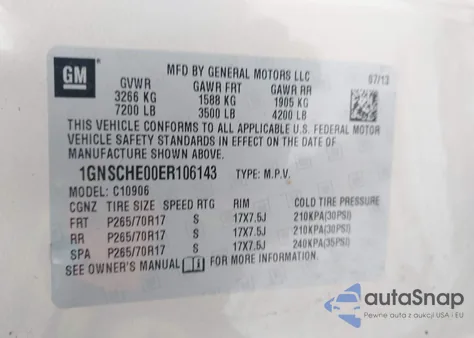 GM
MFD BY GENERAL MOTORS LLC 07/13
GVWR GAWR FRT GAWR RR
3266 KG 1588 KG 1905 KG
7200 LB 3500 LB 4200 LB
THIS VEHICLE CONFORMS TO ALL APPLICABLE U.S. FEDERAL MOTOR
VEHICLE SAFETY STANDARDS IN EFFECT ON THE DATE OF
MANUFACTURE SHOWN ABOVE.
1GNSCHE00ER106143 TYPE: M.P.V.
MODEL: C10906
CGNZ TIRE SIZE SPEED RTG RIM COLD TIRE PRESSURE
FRT P265/70R17 S 17X7.5J 210KPA(30PSI)
RR P265/70R17 S 17X7.5J 210KPA(30PSI)
SPA P265/70R17 S 17X7.5J 240KPA(35PSI)
SEE OWNER'S MANUAL FOR MORE INFORMATION.
autoSnap
Pewne auto z aukcji USA i EU